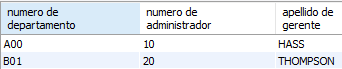 numero de departamento numero de administrador apellido de gerente
A00 10 HASS
B01 20 THOMPSON